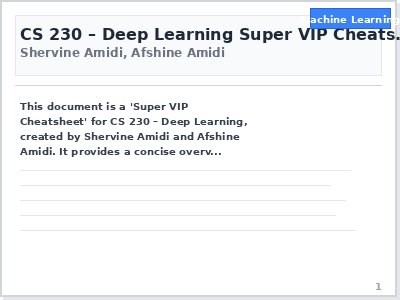 achine Learning
CS 230 – Deep Learning Super VIP Cheats.
Shervine Amidi, Afshine Amidi
This document is a 'Super VIP
Cheatsheet' for CS 230 – Deep Learning,
created by Shervine Amidi and Afshine
Amidi. It provides a concise overv...
1